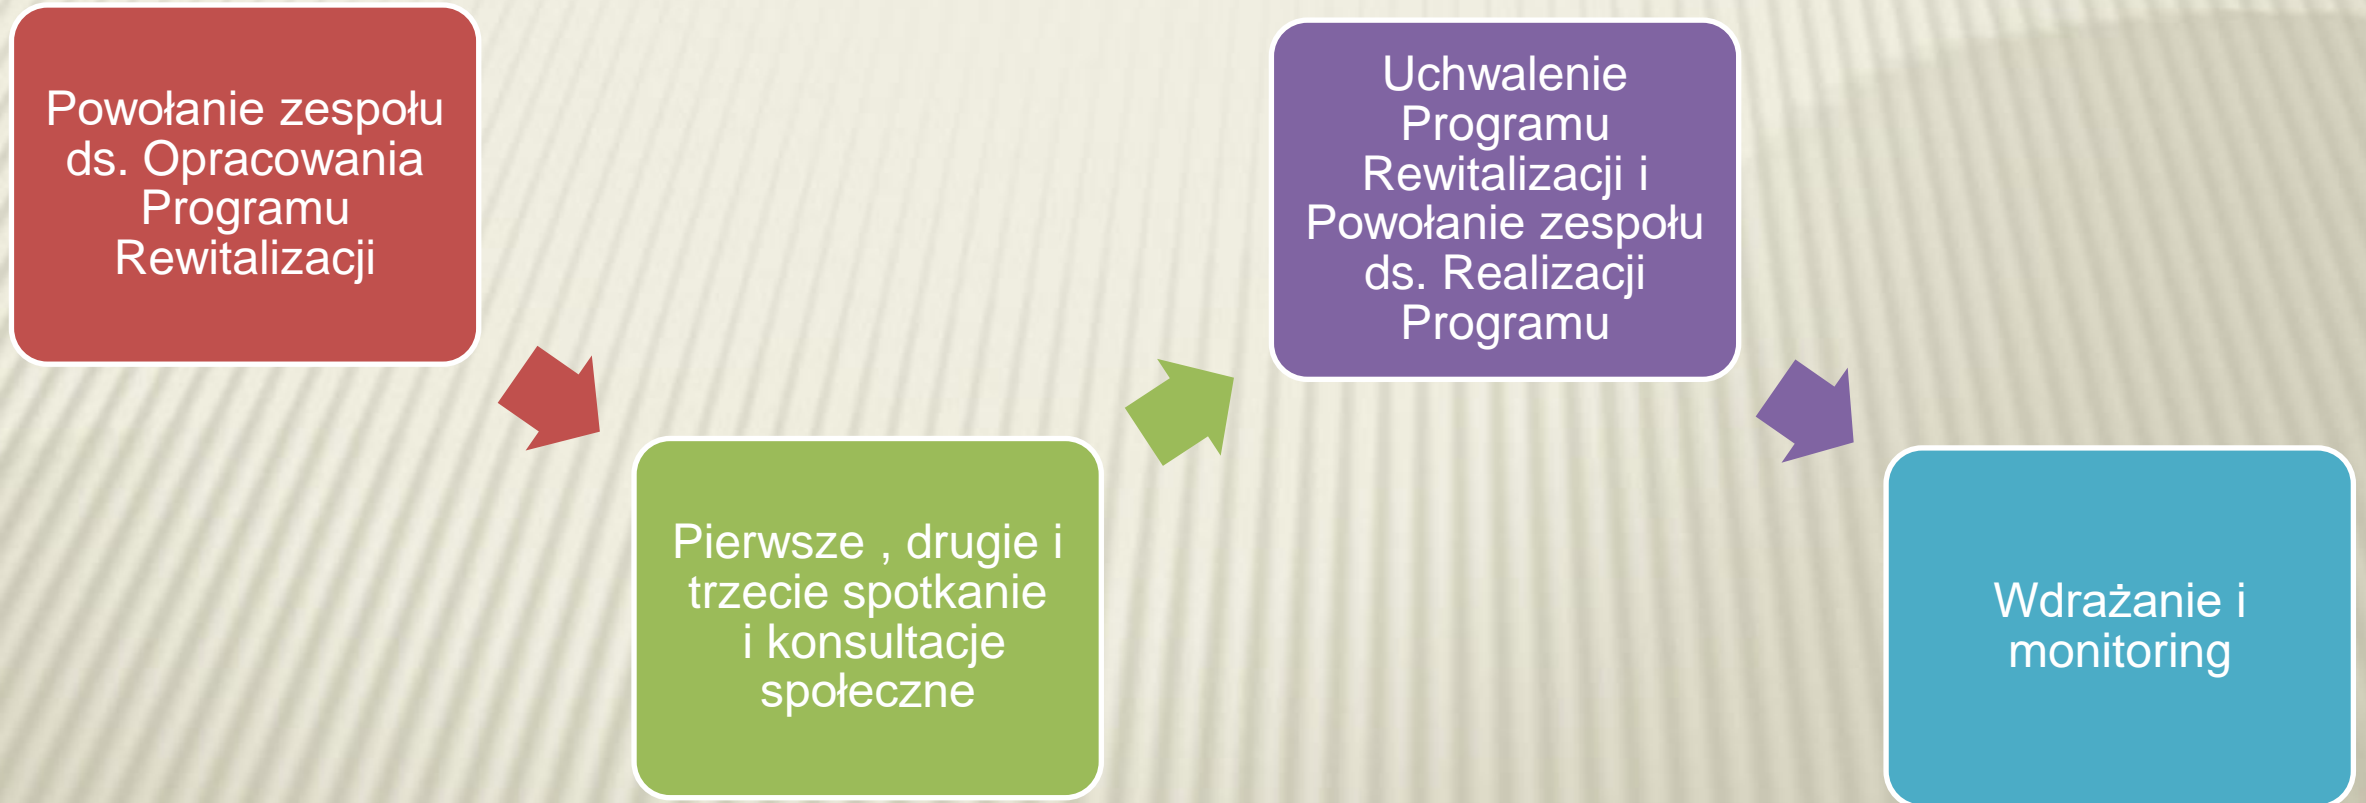 Powołanie zespołu
ds. Opracowania
Programu
Rewitalizacji
Pierwsze , drugie i
trzecie spotkanie
i konsultacje
społeczne
Uchwalenie
Programu
Rewitalizacji i
Powołanie zespołu
ds. Realizacji
Programu
Wdrażanie i
monitoring